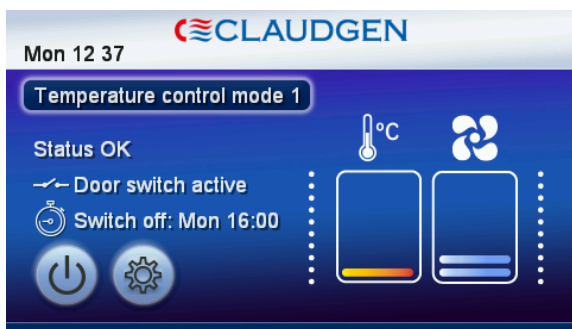 CLAUDGEN
Mon 12 37
Temperature control mode 1
°C
Status OK
Door switch active
Switch off: Mon 16:00